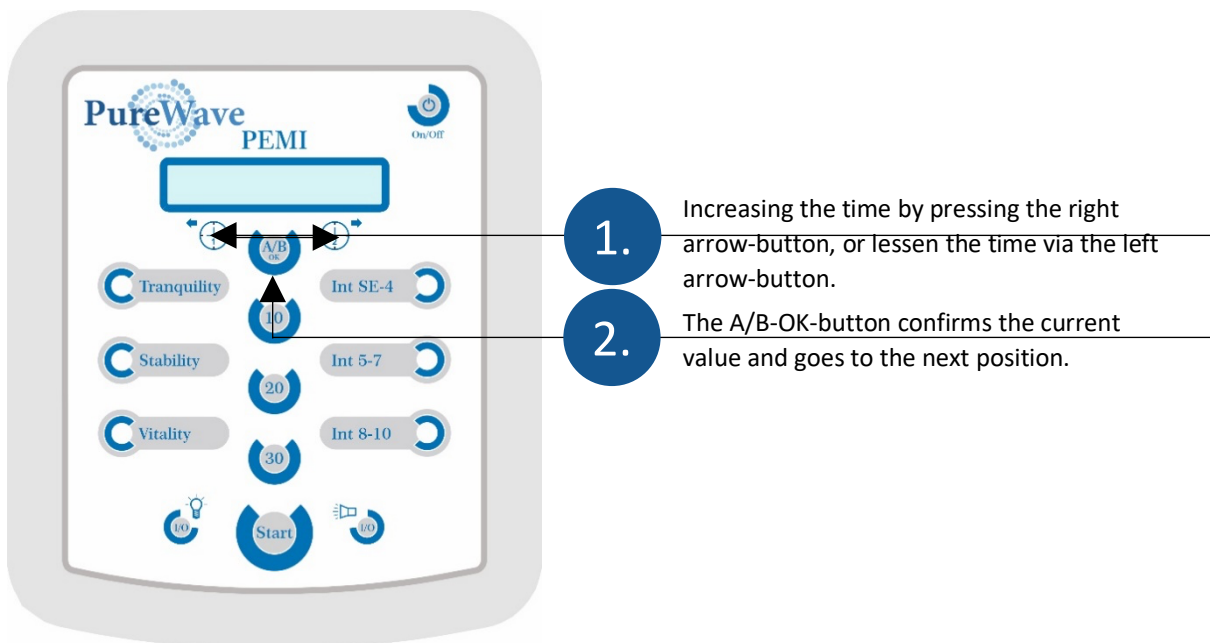 PureWave
PEMI
On/Off
A/B
OK
Tranquility
Int SE-4
10
Stability
Int 5-7
20
Vitality
Int 8-10
30
I/O
Start
I/O
1.
Increasing the time by pressing the right
arrow-button, or lessen the time via the left
arrow-button.
2.
The A/B-OK-button confirms the current
value and goes to the next position.